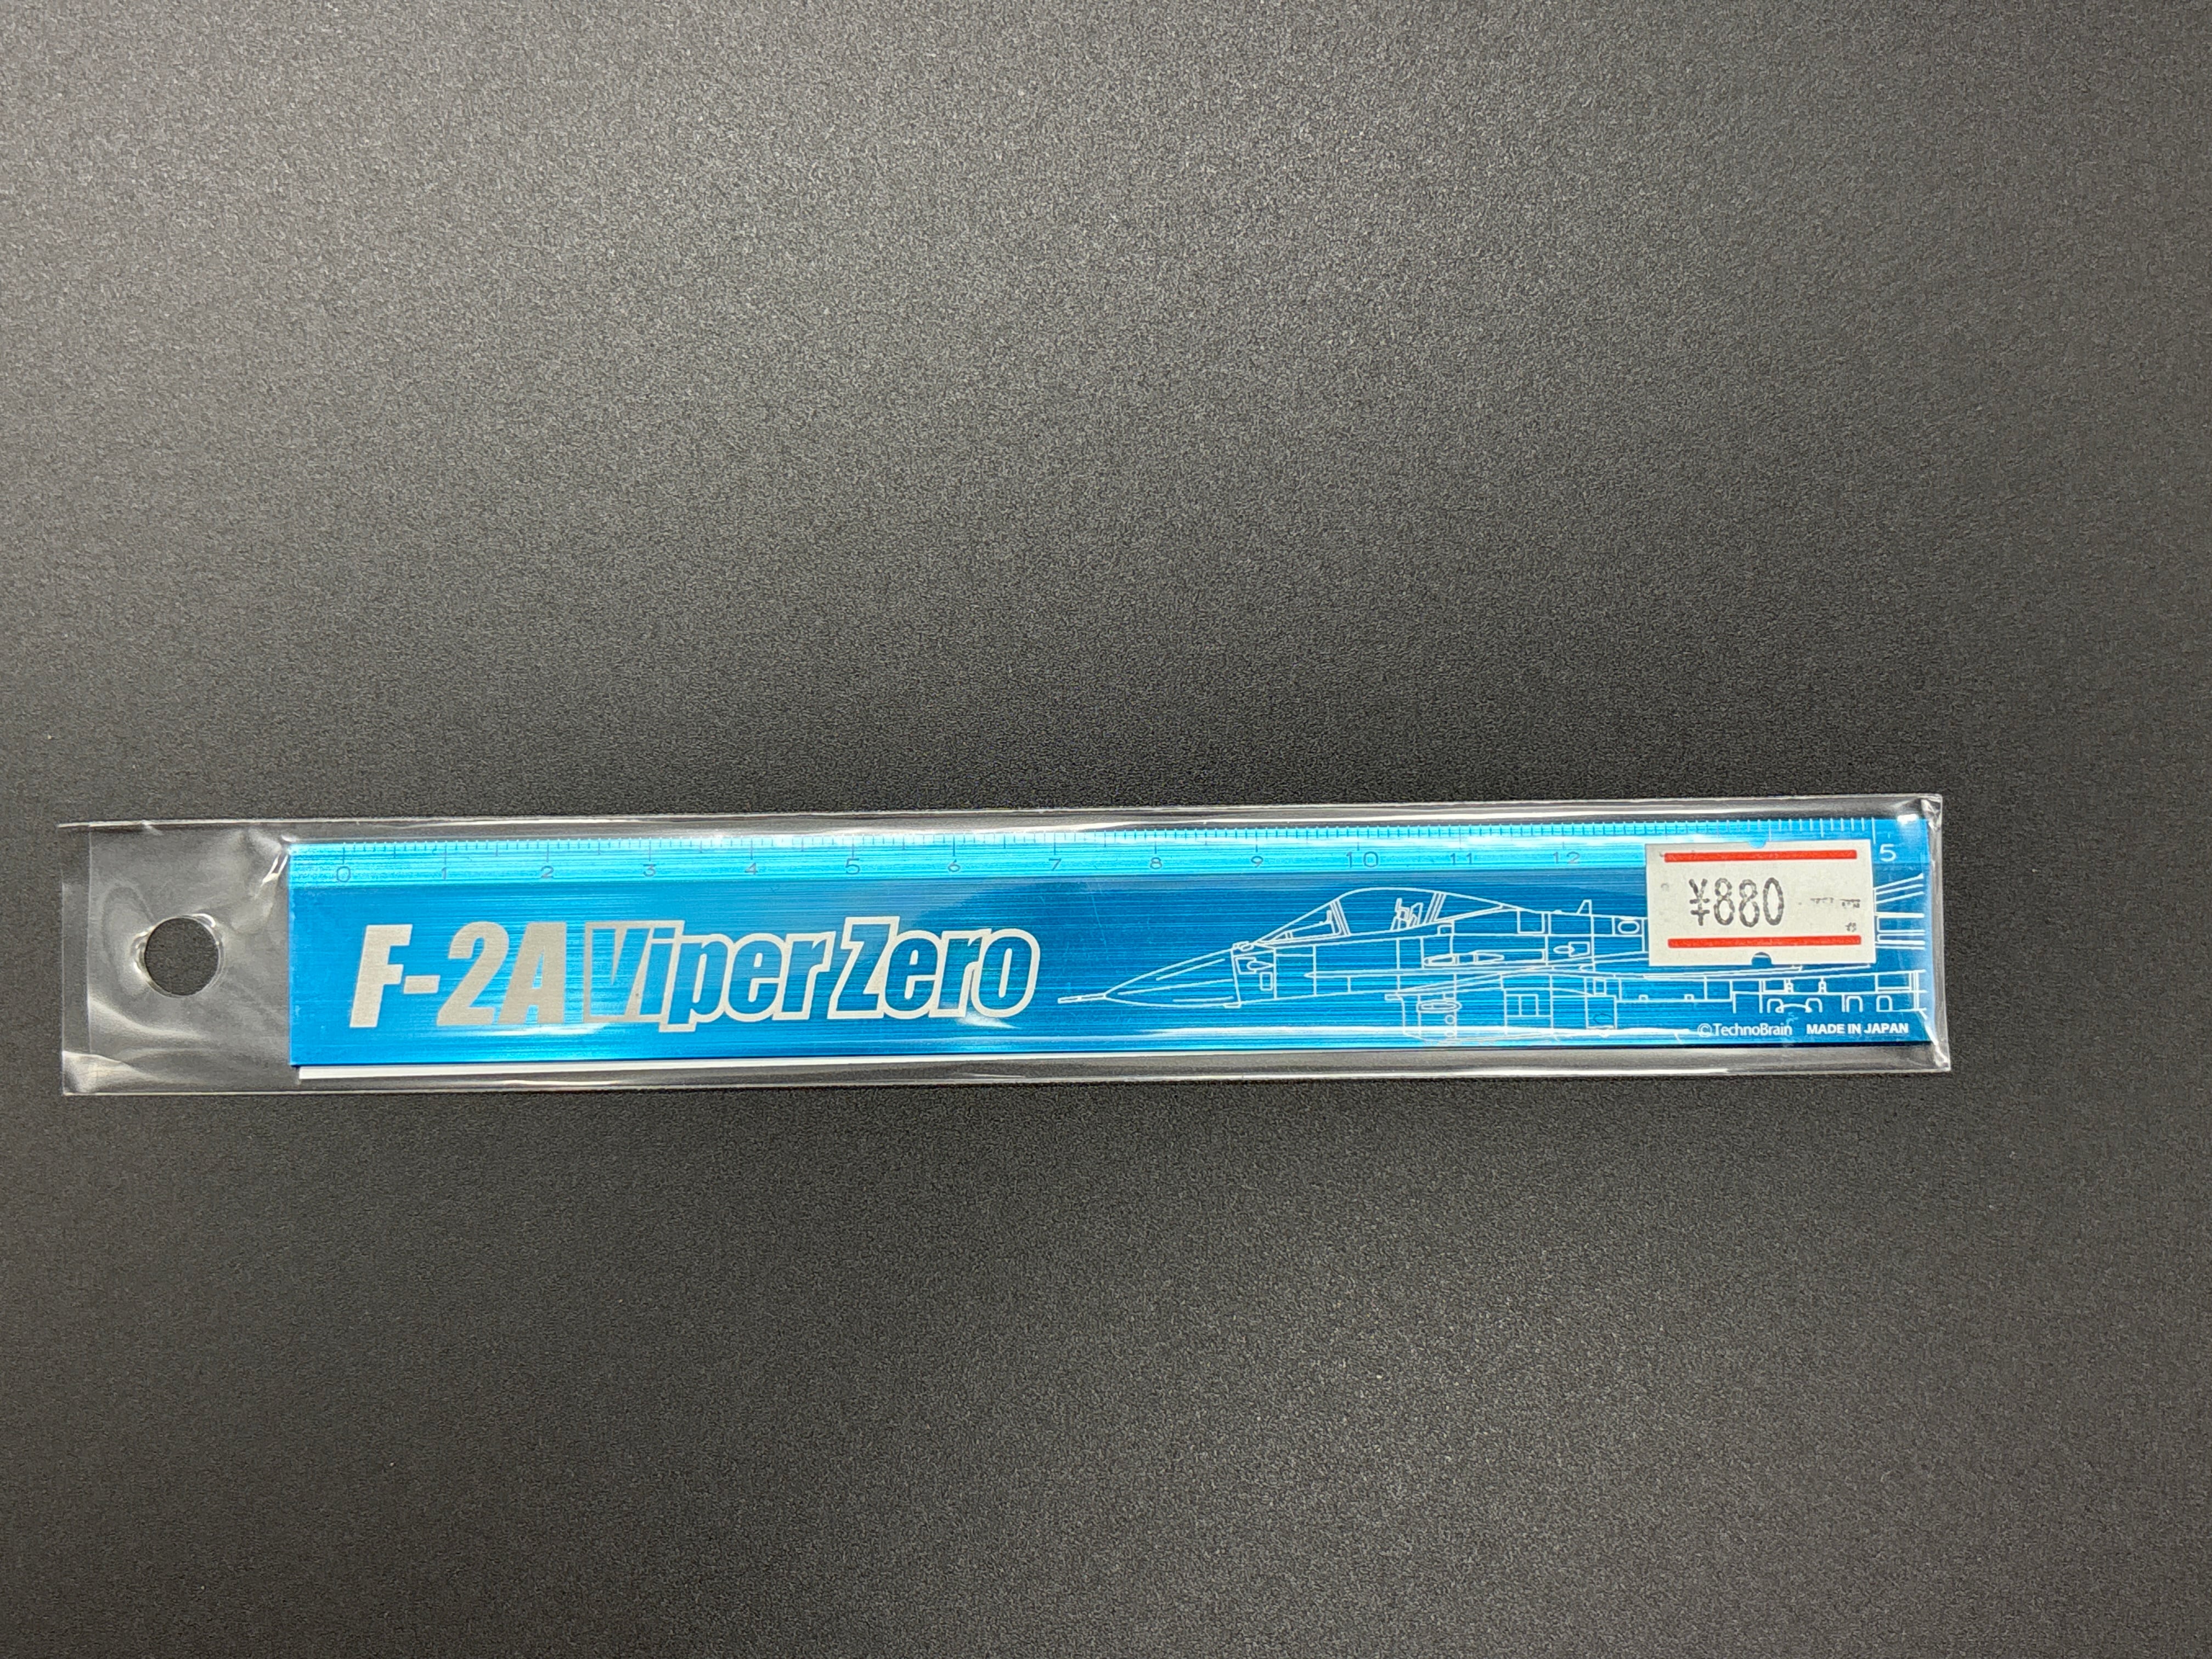 0 1 2 3 4 5 6 7 8 9 10 11 12 5
¥880
F-2A Viper Zero
©TechnoBrain MADE IN JAPAN